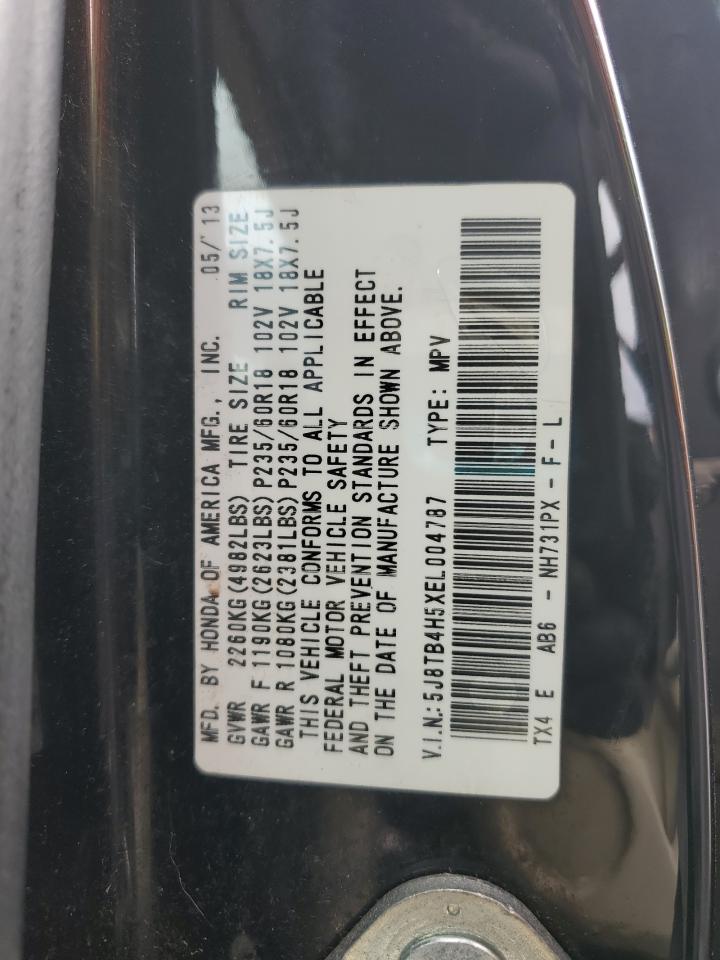 MFD. BY HONDA OF AMERICA MFG., INC. 05/'13
GVWR 2260KG(4982LBS) TIRE SIZE RIM SIZE
GAWR F 1190KG(2623LBS)P235/60R18 102V 18X7.5J
GAWR R 1080KG(2381LBS)P235/60R18 102V 18X7.5J
THIS VEHICLE CONFORMS TO ALL APPLICABLE
FEDERAL MOTOR VEHICLE SAFETY
AND THEFT PREVENTION STANDARDS IN EFFECT
ON THE DATE OF MANUFACTURE SHOWN ABOVE.
V.I.N.:5J8TB4H5XEL004787 TYPE: MPV
TX4 E AB6 - NH731PX - F - L